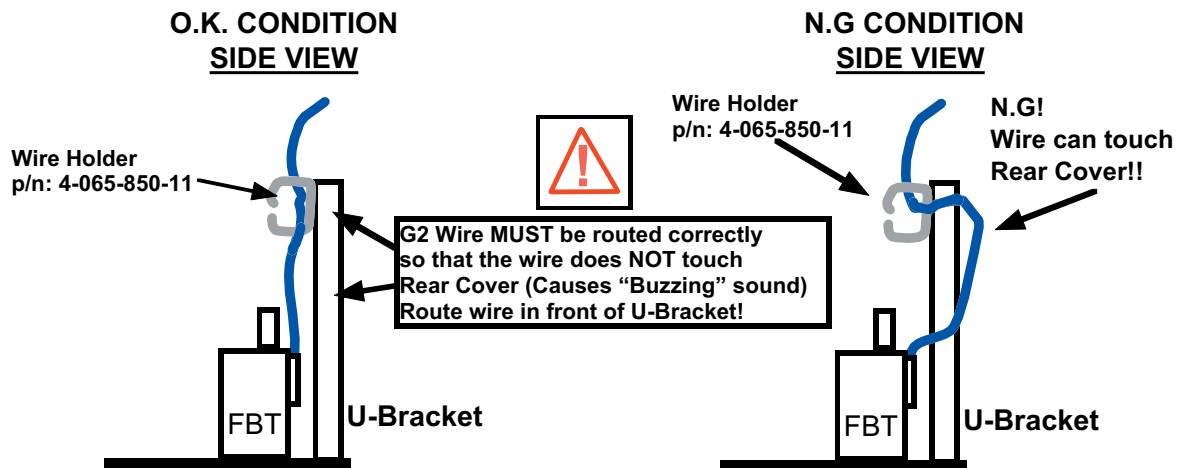 O.K. CONDITION
SIDE VIEW
Wire Holder
p/n: 4-065-850-11
G2 Wire MUST be routed correctly
so that the wire does NOT touch
Rear Cover (Causes “Buzzing” sound)
Route wire in front of U-Bracket!
FBT
U-Bracket
N.G CONDITION
SIDE VIEW
Wire Holder
p/n: 4-065-850-11
N.G!
Wire can touch
Rear Cover!!
FBT
U-Bracket